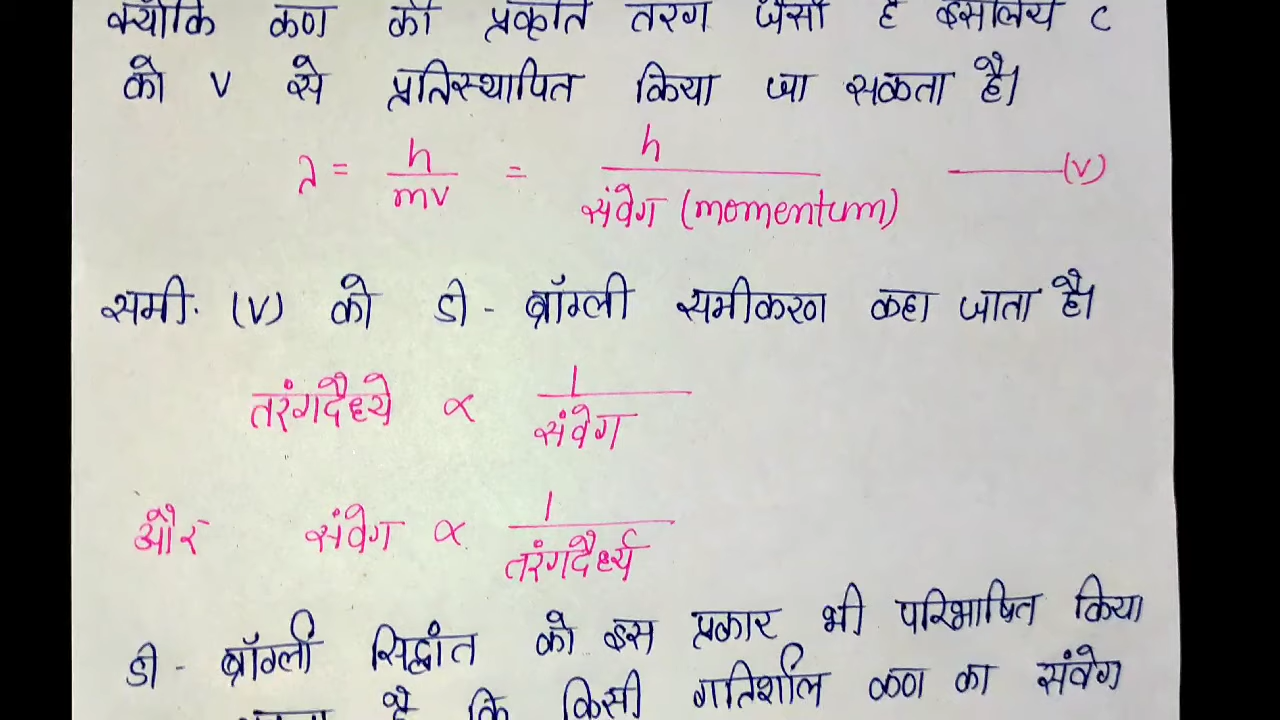 क्योंकि कण की प्रकृति तरंग जैसी है इसलिये c
को v से प्रतिस्थापित किया जा सकता है।
λ = h/mv = h/संवेग (momentum) ——(V)
समी. (V) को डी - ब्रॉग्ली समीकरण कहा जाता है।
तरंगदैर्ध्य ∝ 1/संवेग
और संवेग ∝ 1/तरंगदैर्ध्य
डी - ब्रॉग्ली सिद्धांत को इस प्रकार भी परिभाषित किया
है कि किसी गतिशील कण का संवेग